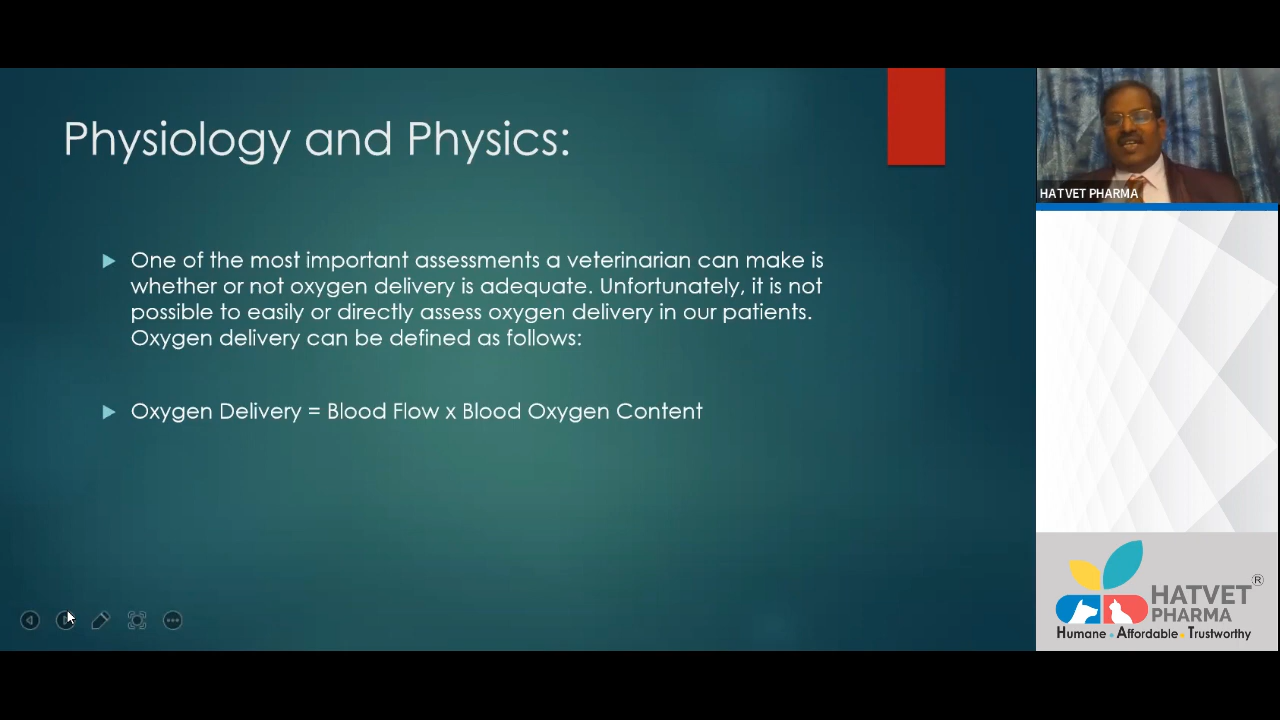 Physiology and Physics:
One of the most important assessments a veterinarian can make is
whether or not oxygen delivery is adequate. Unfortunately, it is not
possible to easily or directly assess oxygen delivery in our patients.
Oxygen delivery can be defined as follows:
Oxygen Delivery = Blood Flow x Blood Oxygen Content
HATVET PHARMA
HATVET®
PHARMA
Humane • Affordable • Trustworthy